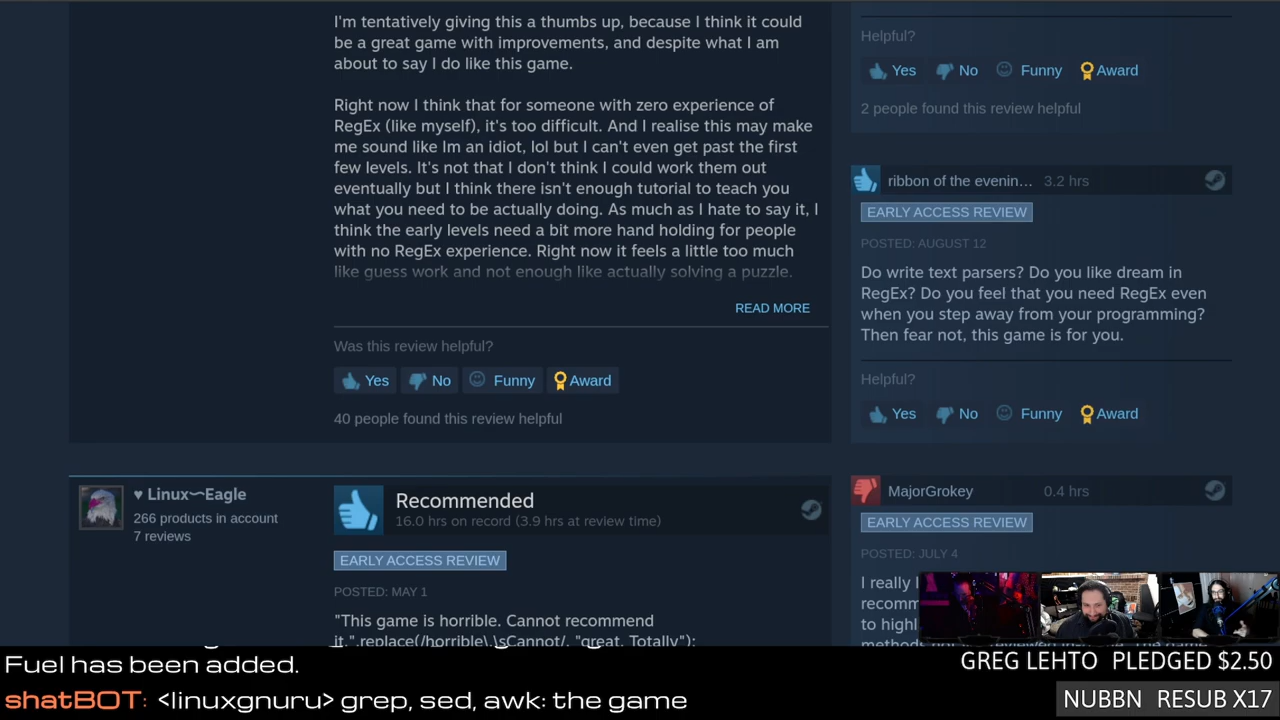 I'm tentatively giving this a thumbs up, because I think it could
be a great game with improvements, and despite what I am
about to say I do like this game.
Right now I think that for someone with zero experience of
RegEx (like myself), it's too difficult. And I realise this may make
me sound like Im an idiot, lol but I can't even get past the first
few levels. It's not that I don't think I could work them out
eventually but I think there isn't enough tutorial to teach you
what you need to be actually doing. As much as I hate to say it, I
think the early levels need a bit more hand holding for people
with no RegEx experience. Right now it feels a little too much
like guess work and not enough like actually solving a puzzle.
READ MORE
Was this review helpful?
Yes No Funny Award
40 people found this review helpful
♥ Linux~Eagle
266 products in account
7 reviews
Recommended
16.0 hrs on record (3.9 hrs at review time)
EARLY ACCESS REVIEW
POSTED: MAY 1
"This game is horrible. Cannot recommend
it.".replace(/horrible\.\sCannot/, "great. Totally");
Helpful?
Yes No Funny Award
2 people found this review helpful
ribbon of the evenin... 3.2 hrs
EARLY ACCESS REVIEW
POSTED: AUGUST 12
Do write text parsers? Do you like dream in
RegEx? Do you feel that you need RegEx even
when you step away from your programming?
Then fear not, this game is for you.
Helpful?
Yes No Funny Award
MajorGrokey 0.4 hrs
EARLY ACCESS REVIEW
POSTED: JULY 4
I really
recomm
to highl
Fuel has been added.
shatBOT: <linuxgnuru> grep, sed, awk: the game
GREG LEHTO PLEDGED $2.50
NUBBN RESUB X17